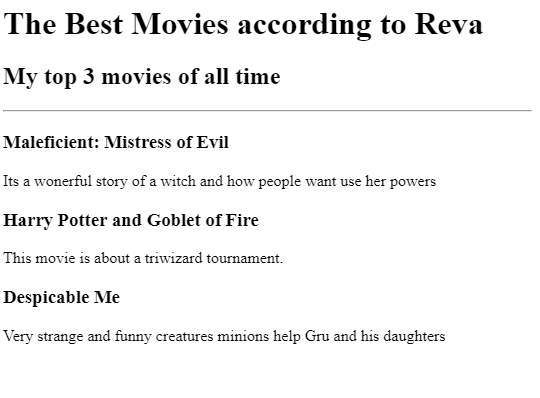 The Best Movies according to Reva
My top 3 movies of all time
Maleficient: Mistress of Evil
Its a wonerful story of a witch and how people want use her powers
Harry Potter and Goblet of Fire
This movie is about a triwizard tournament.
Despicable Me
Very strange and funny creatures minions help Gru and his daughters